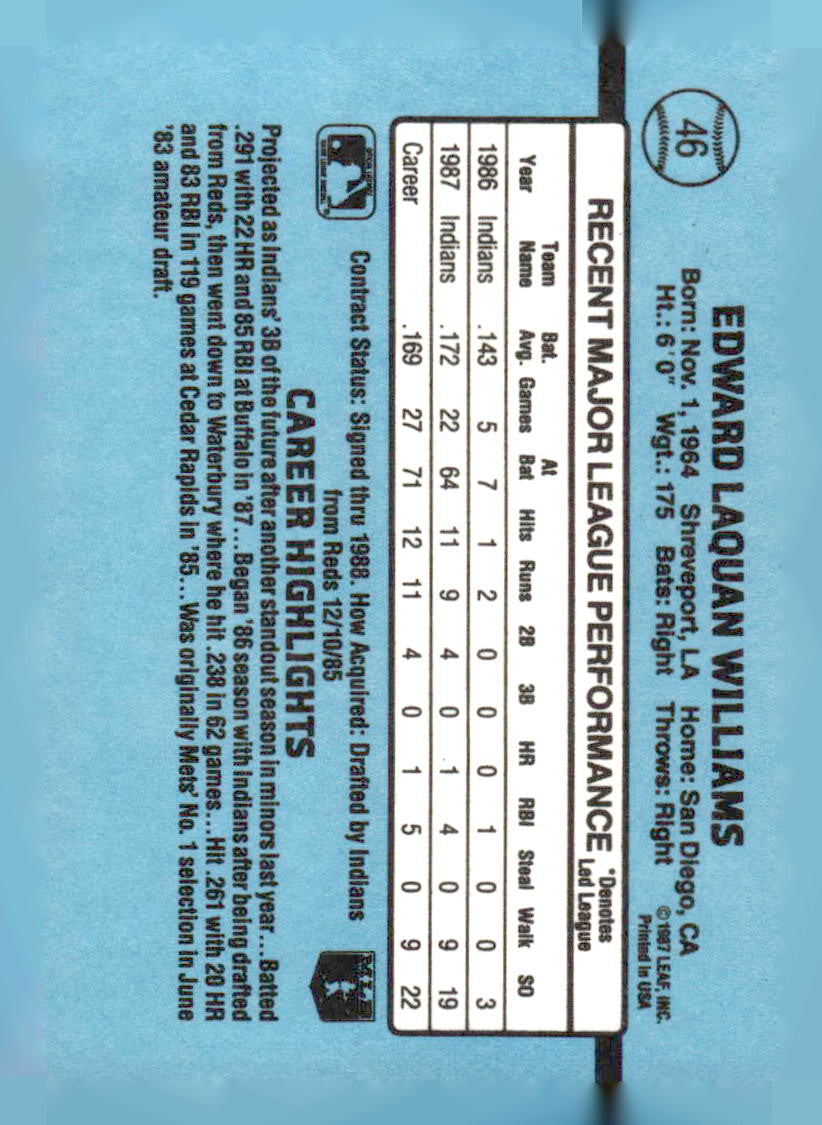 46
EDWARD LAQUAN WILLIAMS
Born: Nov. 1, 1964 Shreveport, LA Home: San Diego, CA
Ht.: 6'0" Wgt.: 175 Bats: Right Throws: Right
© 1987 LEAF, INC.
Printed in USA
RECENT MAJOR LEAGUE PERFORMANCE
*Denotes
Led League
Team Bat. At
Year Name Avg. Games Bat Hits Runs 2B 3B HR RBI Steal Walk SO
1986 Indians .143 5 7 1 2 0 0 0 1 0 0 3
1987 Indians .172 22 64 11 9 4 0 1 4 0 9 19
Career .169 27 71 12 11 4 0 1 5 0 9 22
Contract Status: Signed thru 1988. How Acquired: Drafted by Indians
from Reds 12/10/85
MLB
CAREER HIGHLIGHTS
Projected as Indians' 3B of the future after another standout season in minors last year...Batted
.291 with 22 HR and 85 RBI at Buffalo in '87...Began '86 season with Indians after being drafted
from Reds, then went down to Waterbury where he hit .238 in 62 games...Hit .261 with 20 HR
and 83 RBI in 119 games at Cedar Rapids in '85...Was originally Mets' No. 1 selection in June
'83 amateur draft.